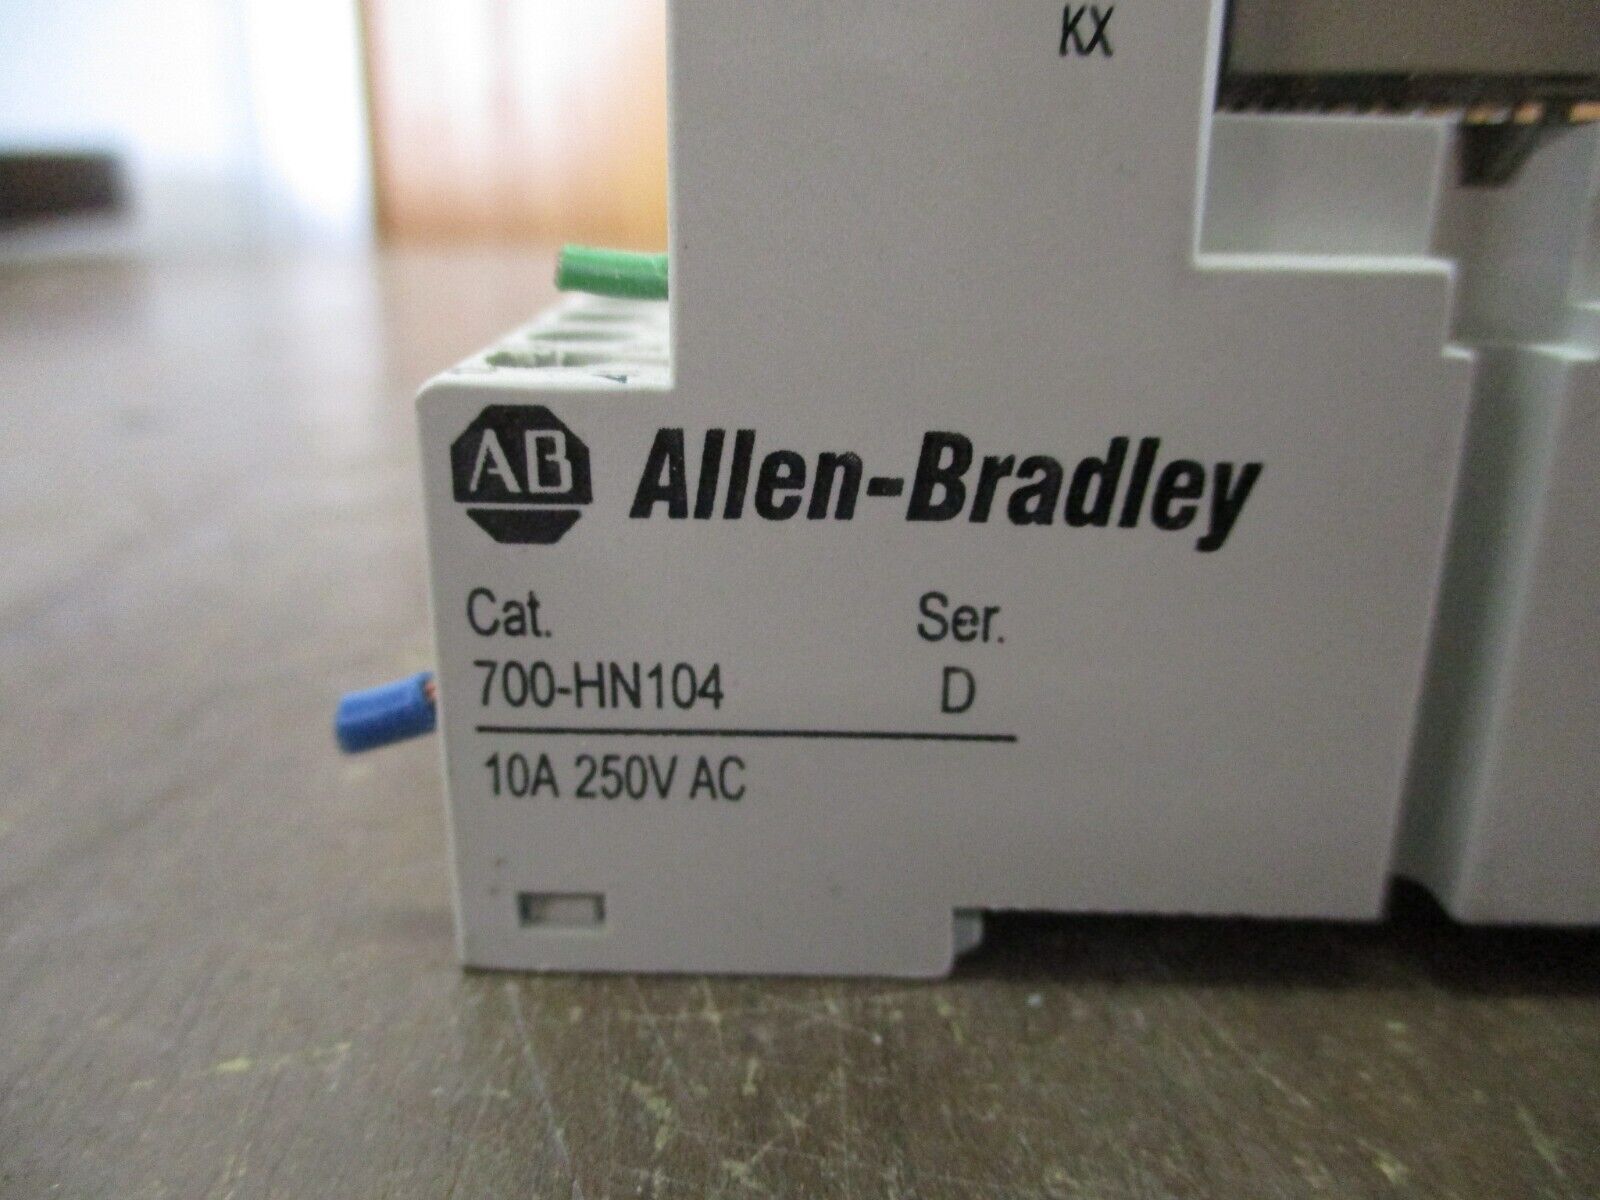 KX
AB Allen-Bradley
Cat. Ser.
700-HN104 D
10A 250V AC